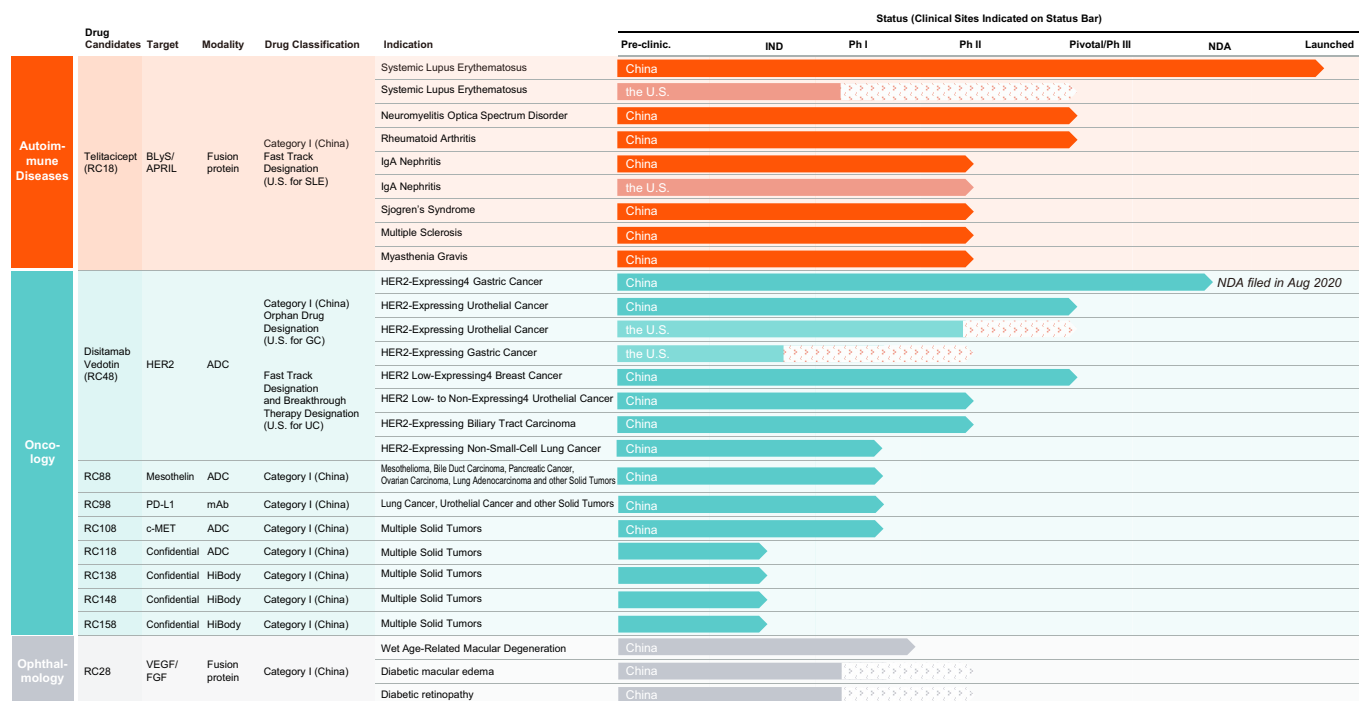 Status (Clinical Sites Indicated on Status Bar)
Drug
Candidates Target Modality Drug Classification Indication Pre-clinic. IND Ph I Ph II Pivotal/Ph III NDA Launched
Autoim-
mune
Diseases
Telitacicept
(RC18)
BLyS/
APRIL
Fusion
protein
Category I (China)
Fast Track
Designation
(U.S. for SLE)
Systemic Lupus Erythematosus China
Systemic Lupus Erythematosus the U.S.
Neuromyelitis Optica Spectrum Disorder China
Rheumatoid Arthritis China
IgA Nephritis China
IgA Nephritis the U.S.
Sjogren's Syndrome China
Multiple Sclerosis China
Myasthenia Gravis China
Onco-
logy
Disitamab
Vedotin
(RC48)
HER2 ADC
Category I (China)
Orphan Drug
Designation
(U.S. for GC)
Fast Track
Designation
and Breakthrough
Therapy Designation
(U.S. for UC)
HER2-Expressing4 Gastric Cancer China NDA filed in Aug 2020
HER2-Expressing Urothelial Cancer China
HER2-Expressing Urothelial Cancer the U.S.
HER2-Expressing Gastric Cancer the U.S.
HER2 Low-Expressing4 Breast Cancer China
HER2 Low- to Non-Expressing4 Urothelial Cancer China
HER2-Expressing Biliary Tract Carcinoma China
HER2-Expressing Non-Small-Cell Lung Cancer China
RC88 Mesothelin ADC Category I (China)
Mesothelioma, Bile Duct Carcinoma, Pancreatic Cancer,
Ovarian Carcinoma, Lung Adenocarcinoma and other Solid Tumors
China
RC98 PD-L1 mAb Category I (China) Lung Cancer, Urothelial Cancer and other Solid Tumors China
RC108 c-MET ADC Category I (China) Multiple Solid Tumors China
RC118 Confidential ADC Category I (China) Multiple Solid Tumors
RC138 Confidential HiBody Category I (China) Multiple Solid Tumors
RC148 Confidential HiBody Category I (China) Multiple Solid Tumors
RC158 Confidential HiBody Category I (China) Multiple Solid Tumors
Ophthal-
mology
RC28
VEGF/
FGF
Fusion
protein
Category I (China)
Wet Age-Related Macular Degeneration China
Diabetic macular edema China
Diabetic retinopathy China